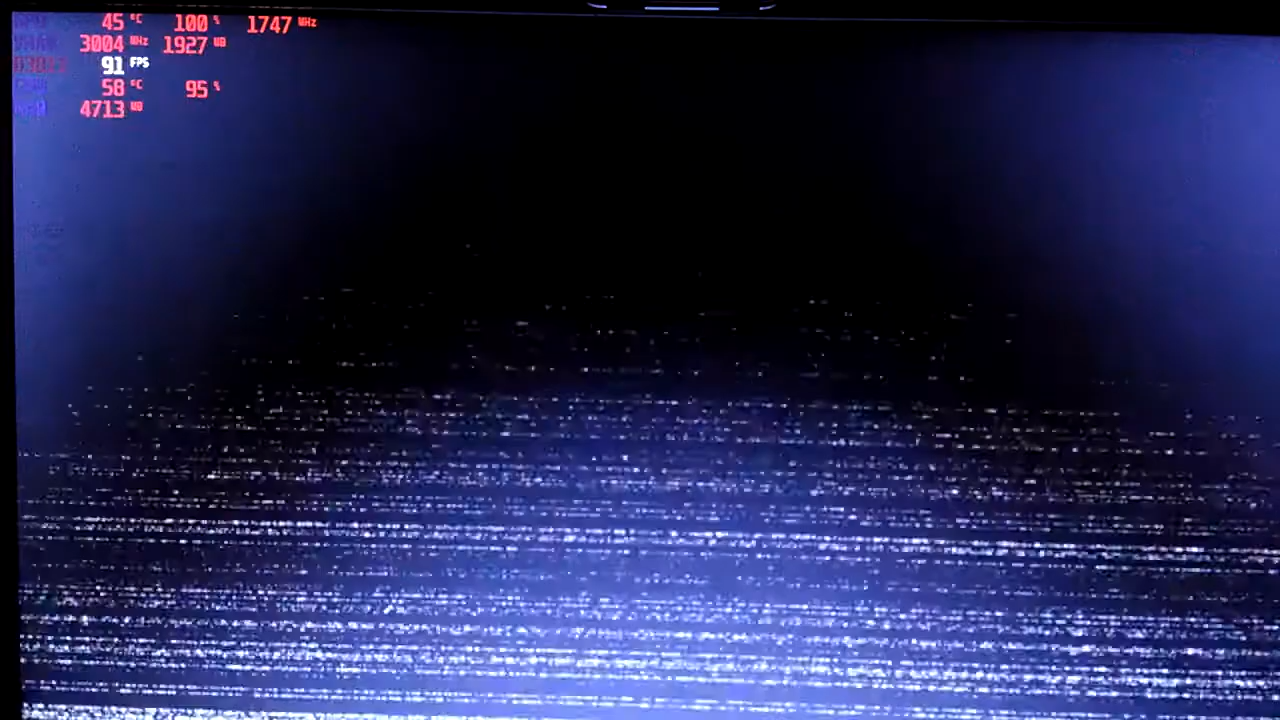 45 °C 100 % 1747 MHz
3004 MHz 1927 MB
91 FPS
58 °C 95 %
4713 MB